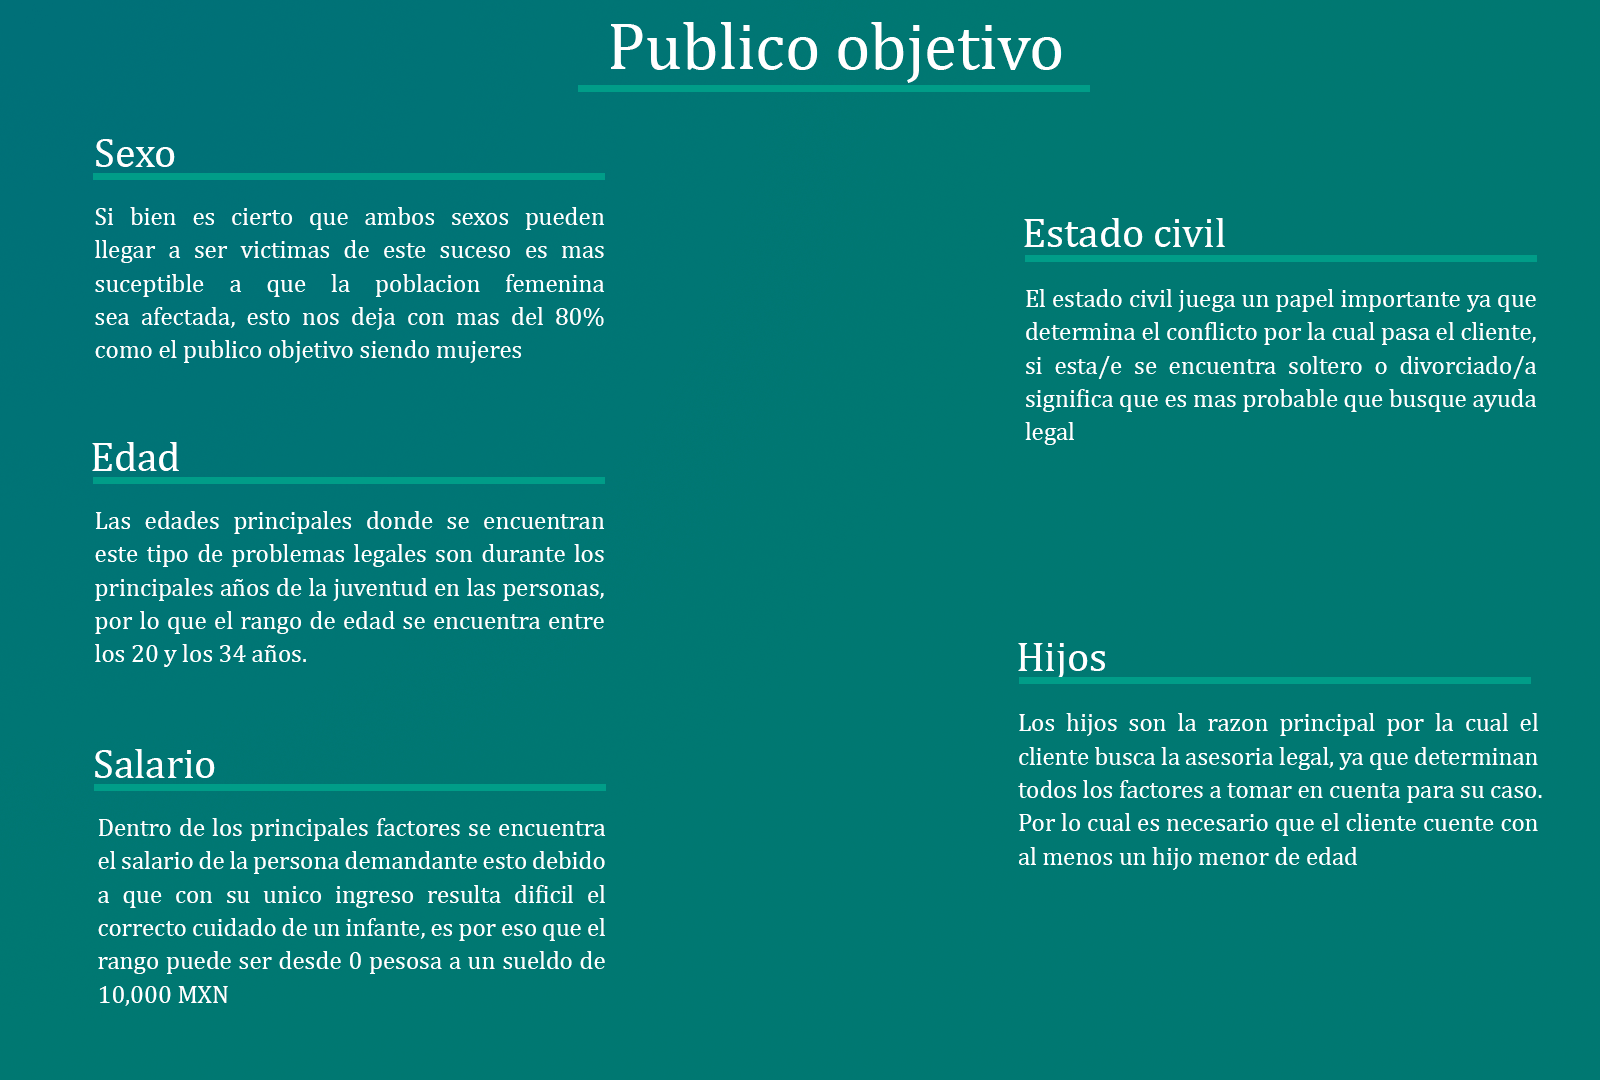 Publico objetivo
Sexo
Si bien es cierto que ambos sexos pueden
llegar a ser victimas de este suceso es mas
suceptible a que la poblacion femenina
sea afectada, esto nos deja con mas del 80%
como el publico objetivo siendo mujeres
Edad
Las edades principales donde se encuentran
este tipo de problemas legales son durante los
principales años de la juventud en las personas,
por lo que el rango de edad se encuentra entre
los 20 y los 34 años.
Salario
Dentro de los principales factores se encuentra
el salario de la persona demandante esto debido
a que con su unico ingreso resulta dificil el
correcto cuidado de un infante, es por eso que el
rango puede ser desde 0 pesosa a un sueldo de
10,000 MXN
Estado civil
El estado civil juega un papel importante ya que
determina el conflicto por la cual pasa el cliente,
si esta/e se encuentra soltero o divorciado/a
significa que es mas probable que busque ayuda
legal
Hijos
Los hijos son la razon principal por la cual el
cliente busca la asesoria legal, ya que determinan
todos los factores a tomar en cuenta para su caso.
Por lo cual es necesario que el cliente cuente con
al menos un hijo menor de edad